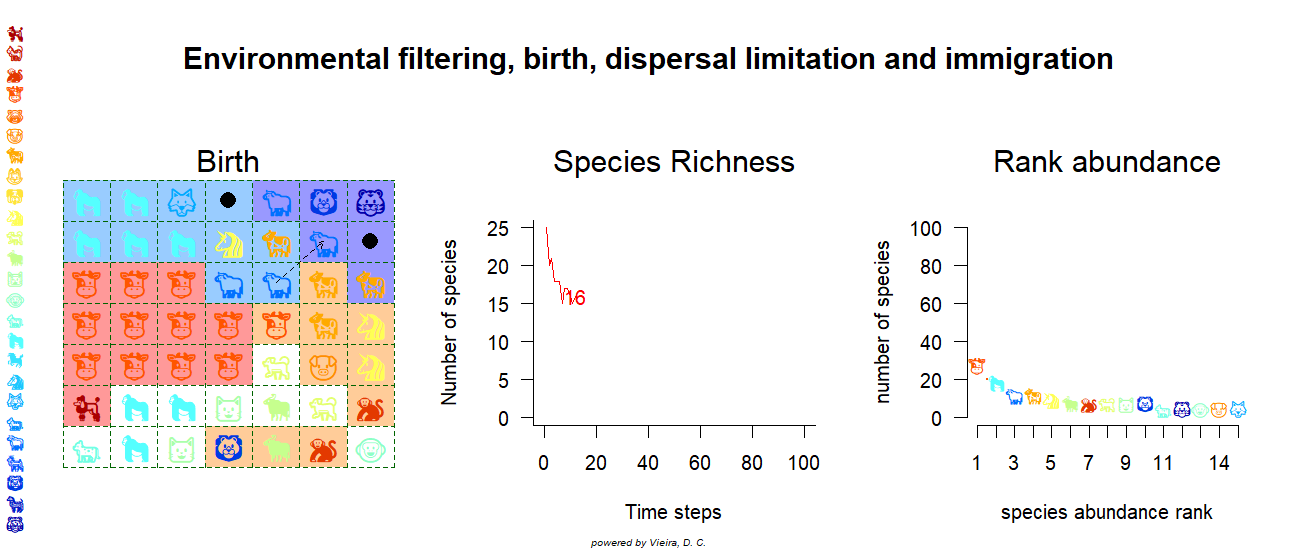 Environmental filtering, birth, dispersal limitation and immigration
Birth
Species Richness
Number of species
25
20
15
10
5
0
16
0 20 40 60 80 100
Time steps
Rank abundance
number of species
100
80
60
40
20
0
1 3 5 7 9 11 14
species abundance rank
powered by Vieira, D. C.